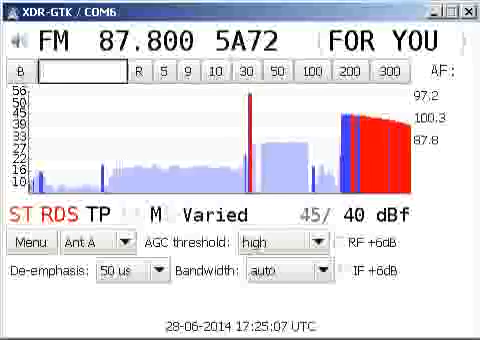 XDR-GTK / COM6
FM 87.800 5A72 FOR YOU
B R 5 9 10 30 50 100 200 300 AF:
56
50
45
39
33
27
22
16
10
97.2
100.3
87.8
ST RDS TP M Varied 45/ 40 dBf
Menu Ant A AGC threshold: high RF +6dB
De-emphasis: 50 us Bandwidth: auto IF +6dB
28-06-2014 17:25:07 UTC